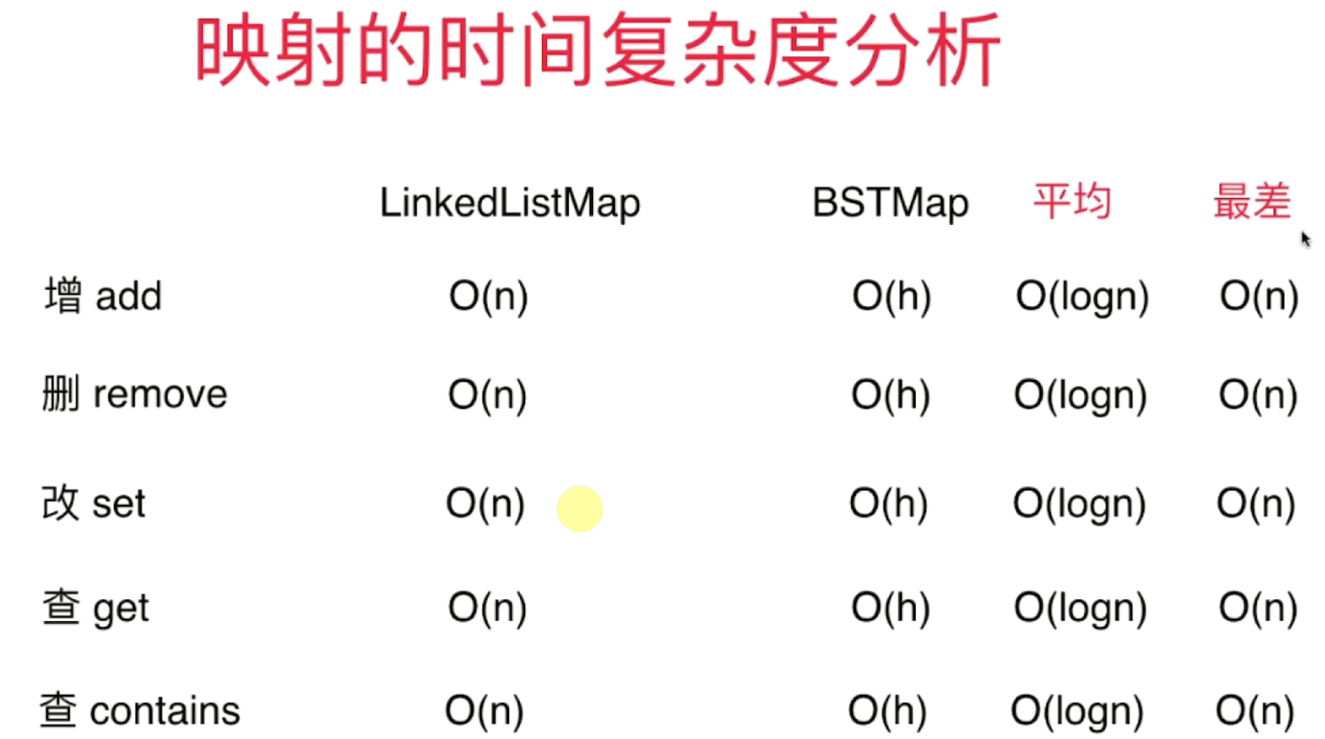 映射的时间复杂度分析
LinkedListMap BSTMap 平均 最差
增 add O(n) O(h) O(logn) O(n)
删 remove O(n) O(h) O(logn) O(n)
改 set O(n) O(h) O(logn) O(n)
查 get O(n) O(h) O(logn) O(n)
查 contains O(n) O(h) O(logn) O(n)